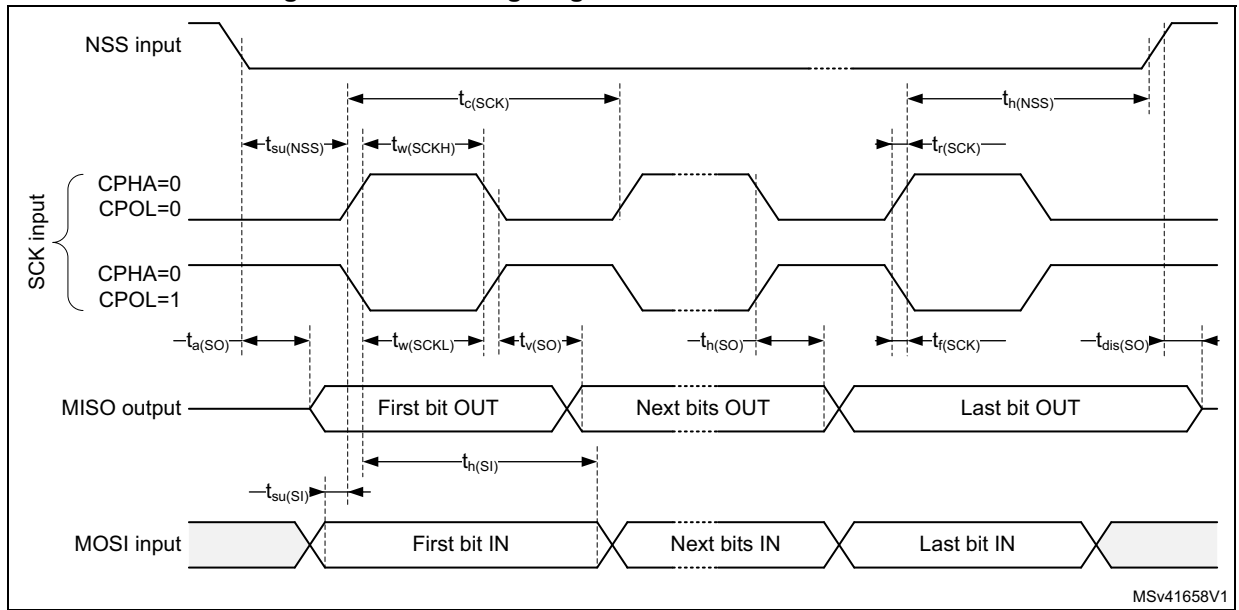 NSS input
tc(SCK)
th(NSS)
tsu(NSS)
tw(SCKH)
tr(SCK)
SCK input
CPHA=0
CPOL=0
CPHA=0
CPOL=1
ta(SO)
tw(SCKL)
tv(SO)
th(SO)
tf(SCK)
tdis(SO)
MISO output
First bit OUT
Next bits OUT
Last bit OUT
th(SI)
tsu(SI)
MOSI input
First bit IN
Next bits IN
Last bit IN
MSv41658V1